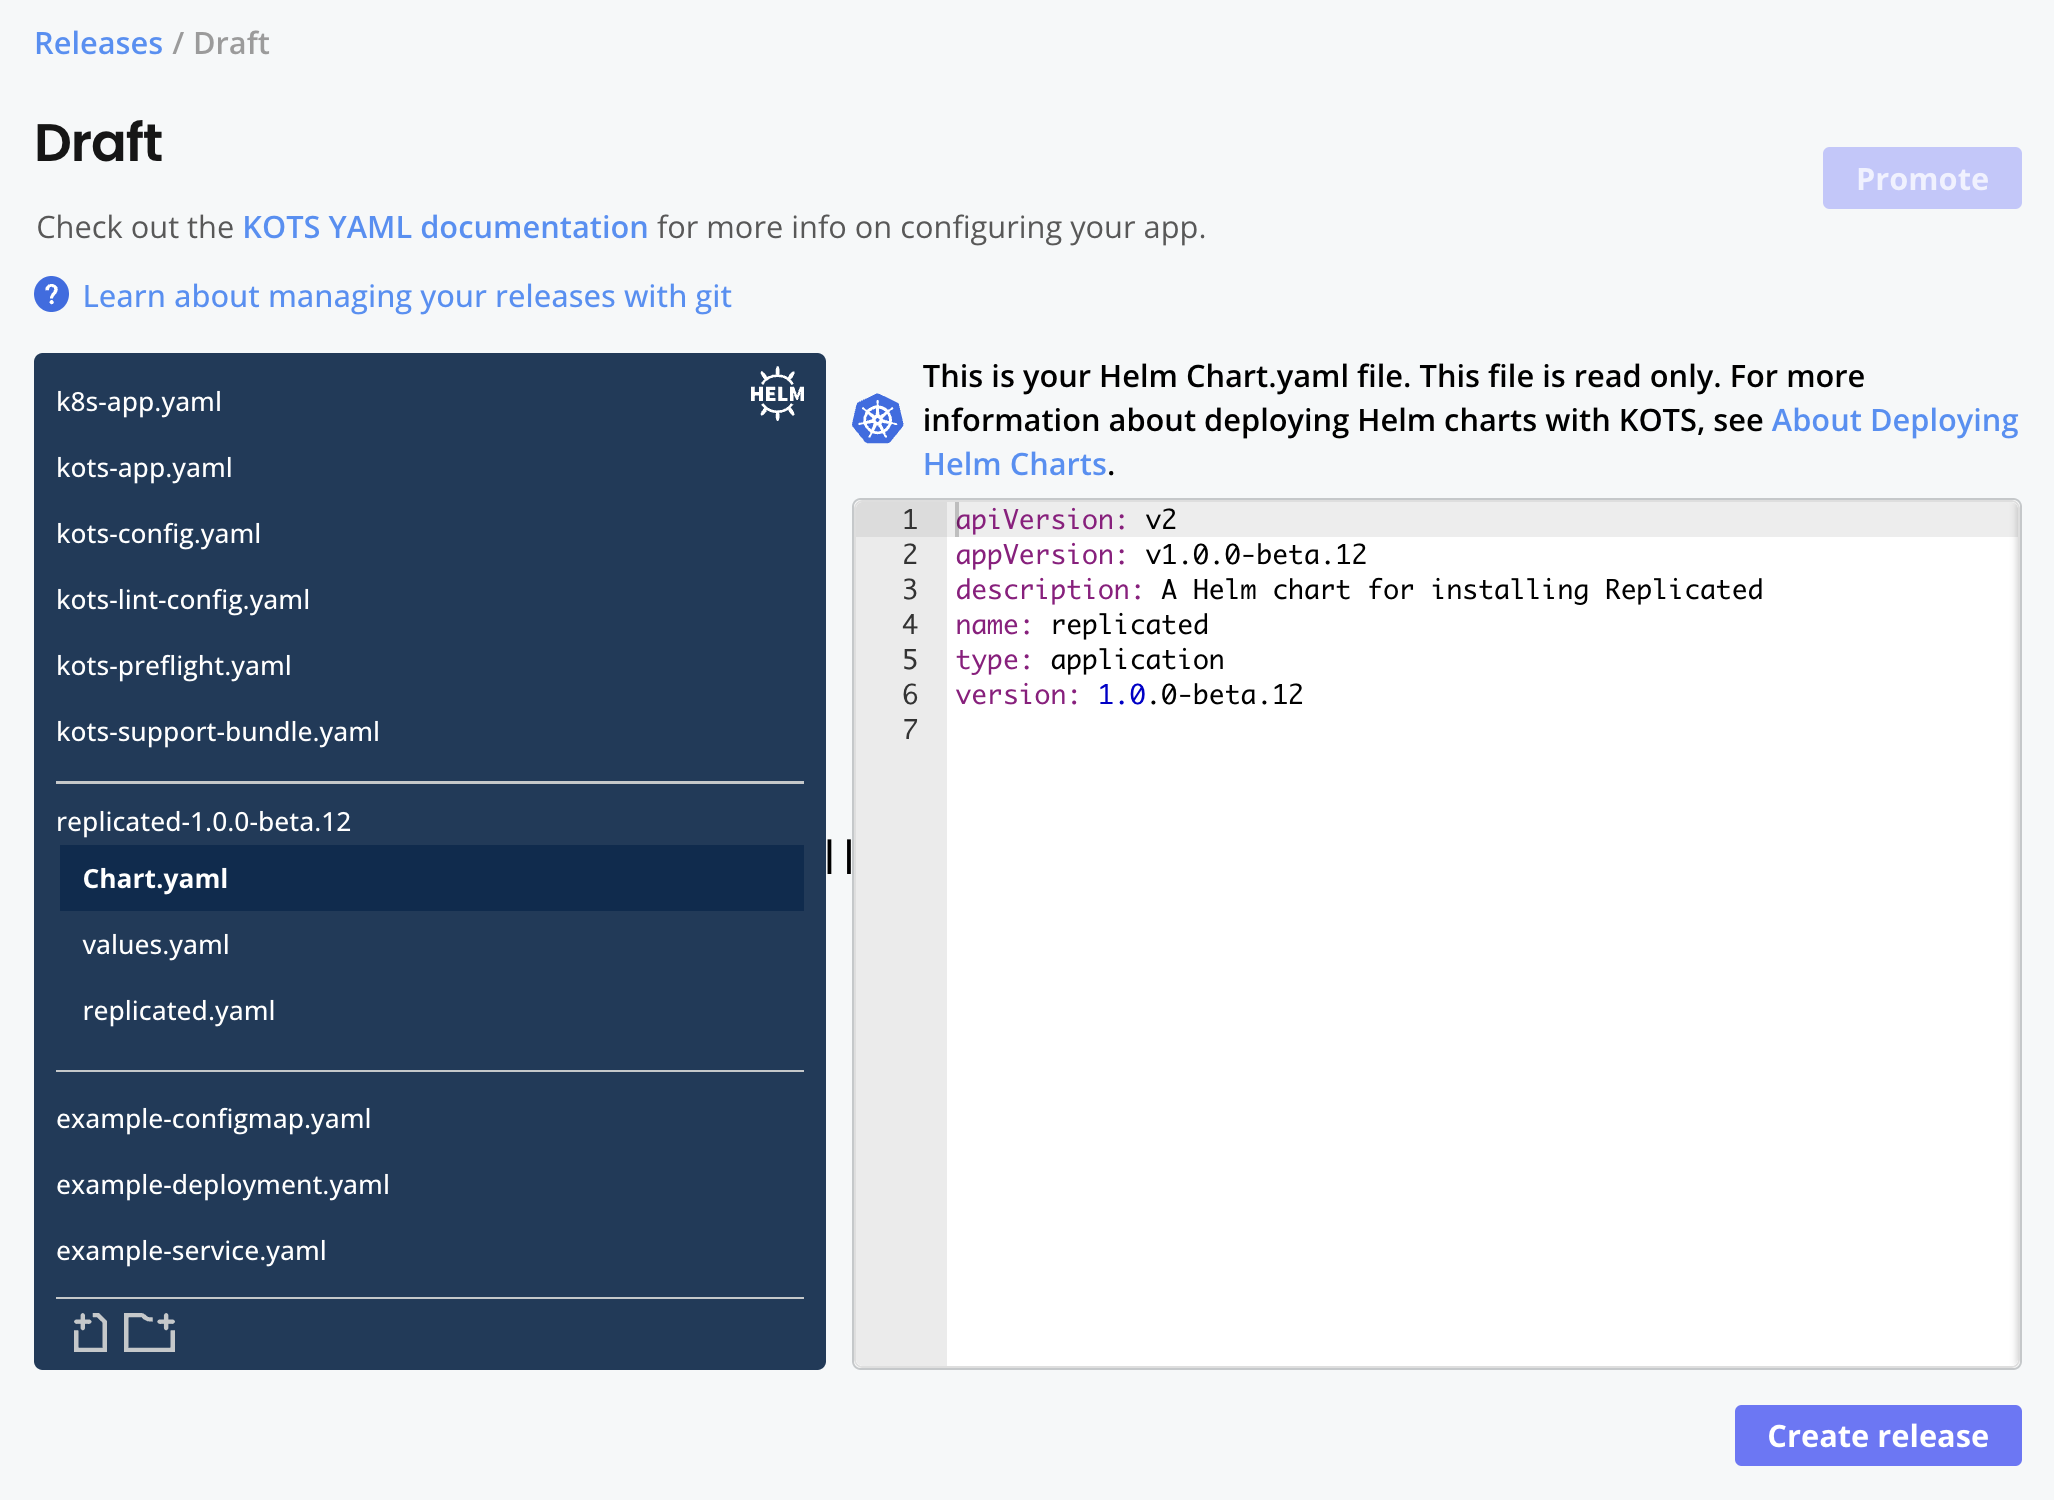 Releases / Draft
Draft
Promote
Check out the KOTS YAML documentation for more info on configuring your app.
? Learn about managing your releases with git
k8s-app.yaml
HELM
kots-app.yaml
kots-config.yaml
kots-lint-config.yaml
kots-preflight.yaml
kots-support-bundle.yaml
replicated-1.0.0-beta.12
Chart.yaml
values.yaml
replicated.yaml
example-configmap.yaml
example-deployment.yaml
example-service.yaml
This is your Helm Chart.yaml file. This file is read only. For more
information about deploying Helm charts with KOTS, see About Deploying
Helm Charts.
1 apiVersion: v2
2 appVersion: v1.0.0-beta.12
3 description: A Helm chart for installing Replicated
4 name: replicated
5 type: application
6 version: 1.0.0-beta.12
7
Create release